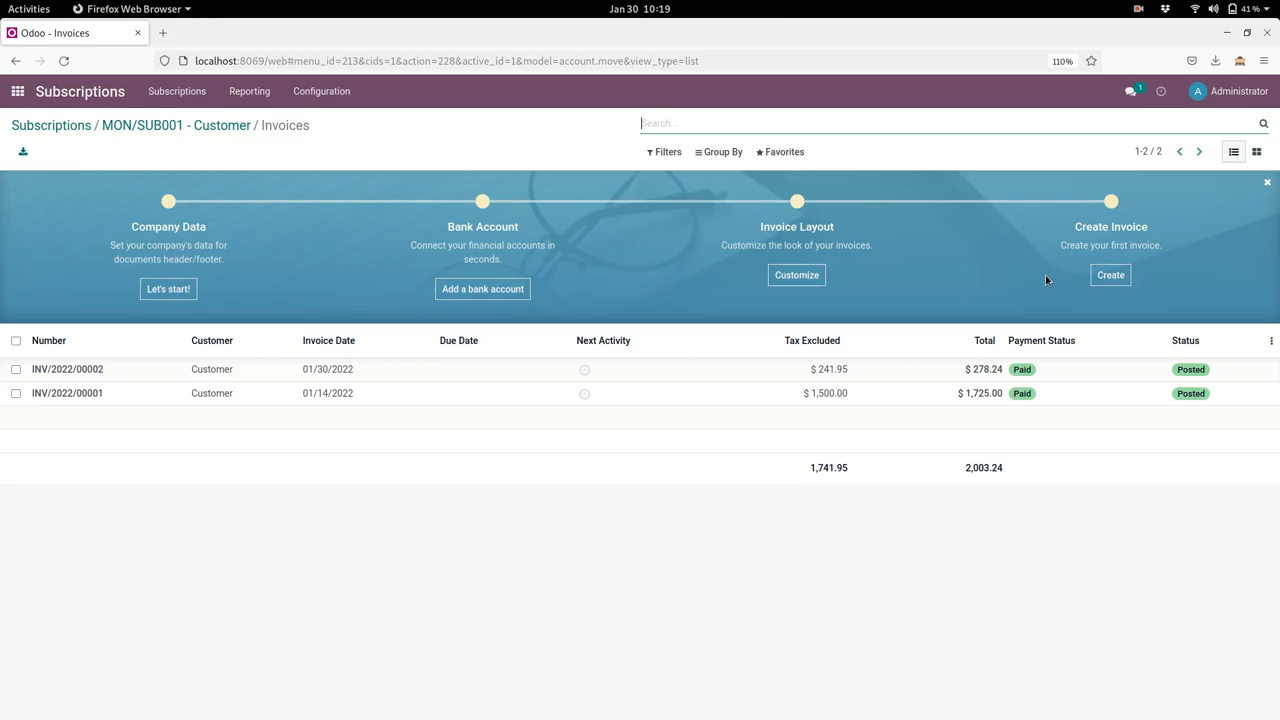 Activities Firefox Web Browser Jan 30 10:19 41 %
Odoo - Invoices
localhost:8069/web#menu_id=213&cids=1&action=228&active_id=1&model=account.move&view_type=list 110%
Subscriptions Subscriptions Reporting Configuration 1 A Administrator
Subscriptions / MON/SUB001 - Customer / Invoices Search...
Filters Group By Favorites 1-2 / 2
Company Data Bank Account Invoice Layout Create Invoice
Set your company's data for documents header/footer. Connect your financial accounts in seconds. Customize the look of your invoices. Create your first invoice.
Let's start! Add a bank account Customize Create
Number Customer Invoice Date Due Date Next Activity Tax Excluded Total Payment Status Status
INV/2022/00002 Customer 01/30/2022 $ 241.95 $ 278.24 Paid Posted
INV/2022/00001 Customer 01/14/2022 $ 1,500.00 $ 1,725.00 Paid Posted
1,741.95 2,003.24